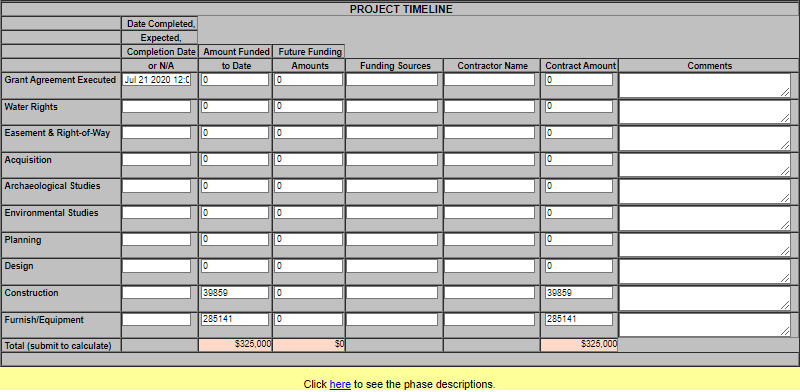 PROJECT TIMELINE
Date Completed,
Expected,
Completion Date Amount Funded Future Funding
or N/A to Date Amounts Funding Sources Contractor Name Contract Amount Comments
Grant Agreement Executed Jul 21 2020 12:0 0 0 0
Water Rights 0 0 0
Easement & Right-of-Way 0 0 0
Acquisition 0 0 0
Archaeological Studies 0 0 0
Environmental Studies 0 0 0
Planning 0 0 0
Design 0 0 0
Construction 39859 0 39859
Furnish/Equipment 285141 0 285141
Total (submit to calculate) $325,000 $0 $325,000
Click here to see the phase descriptions.